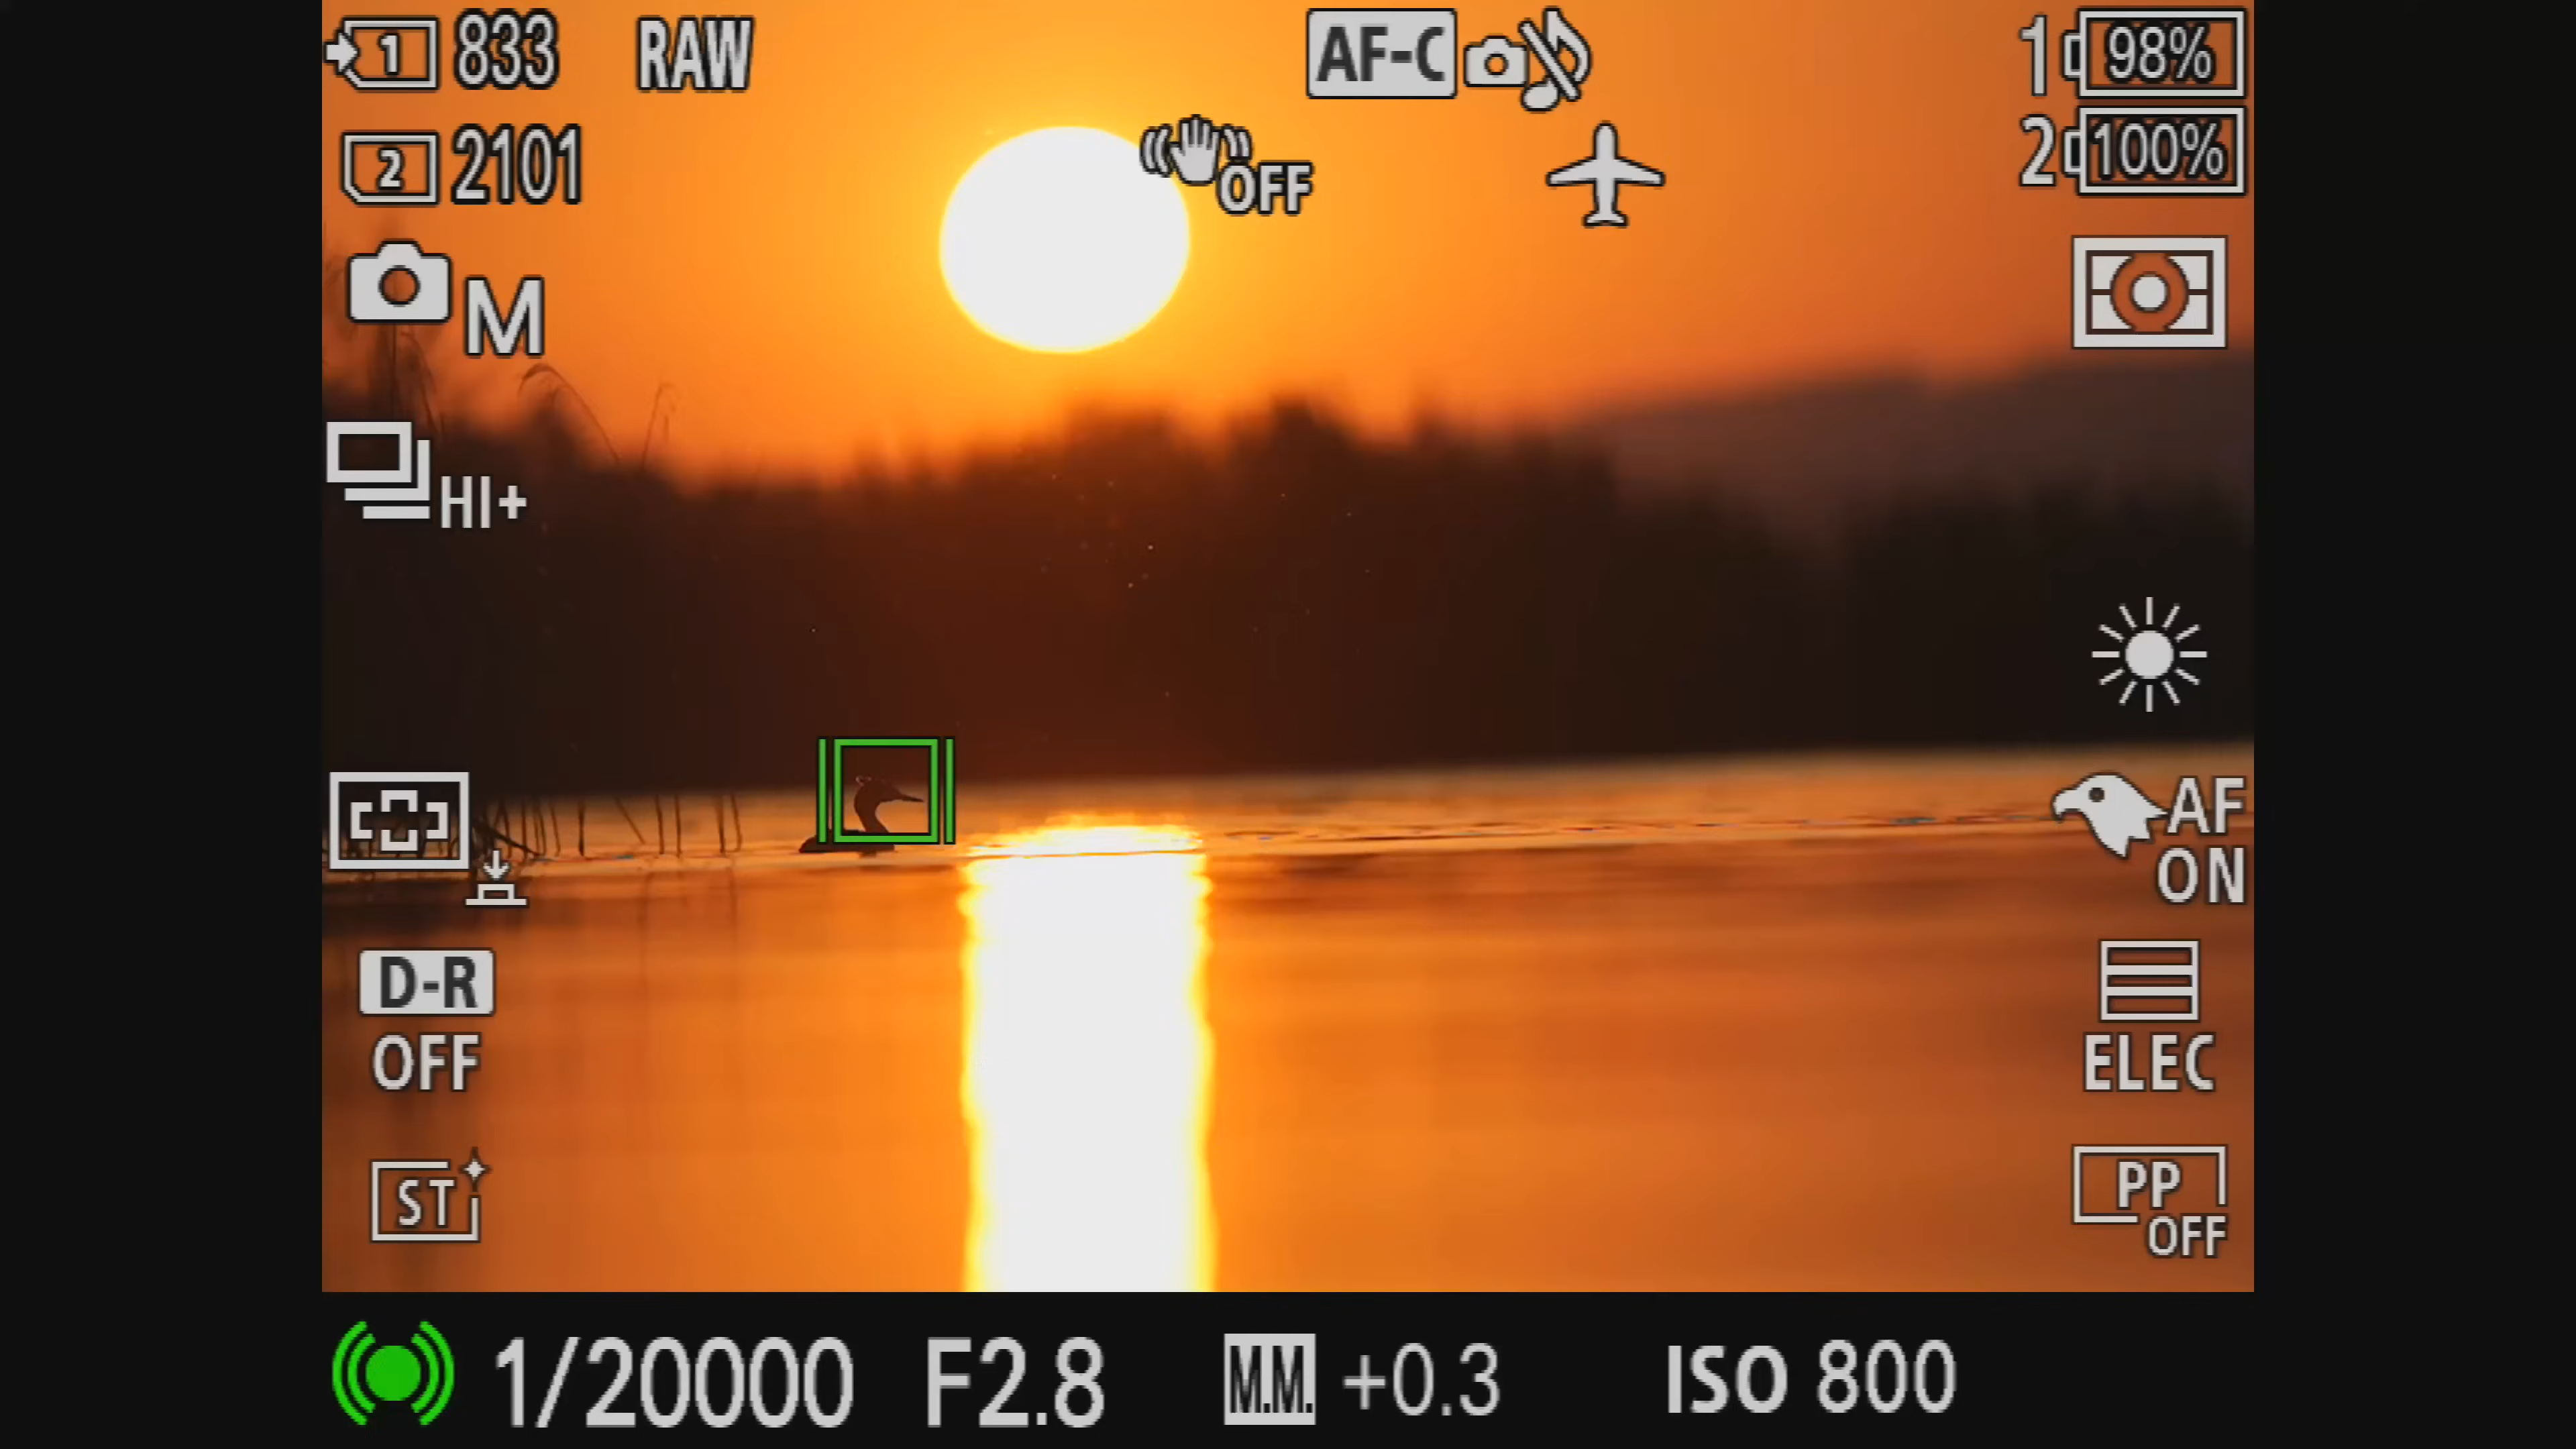 1 833 RAW AF-C 1 98%
2 2101 OFF 2 100%
M
HI+
AF
ON
D-R
OFF
ELEC
ST
PP
OFF
1/20000 F2.8 M.M. +0.3 ISO 800